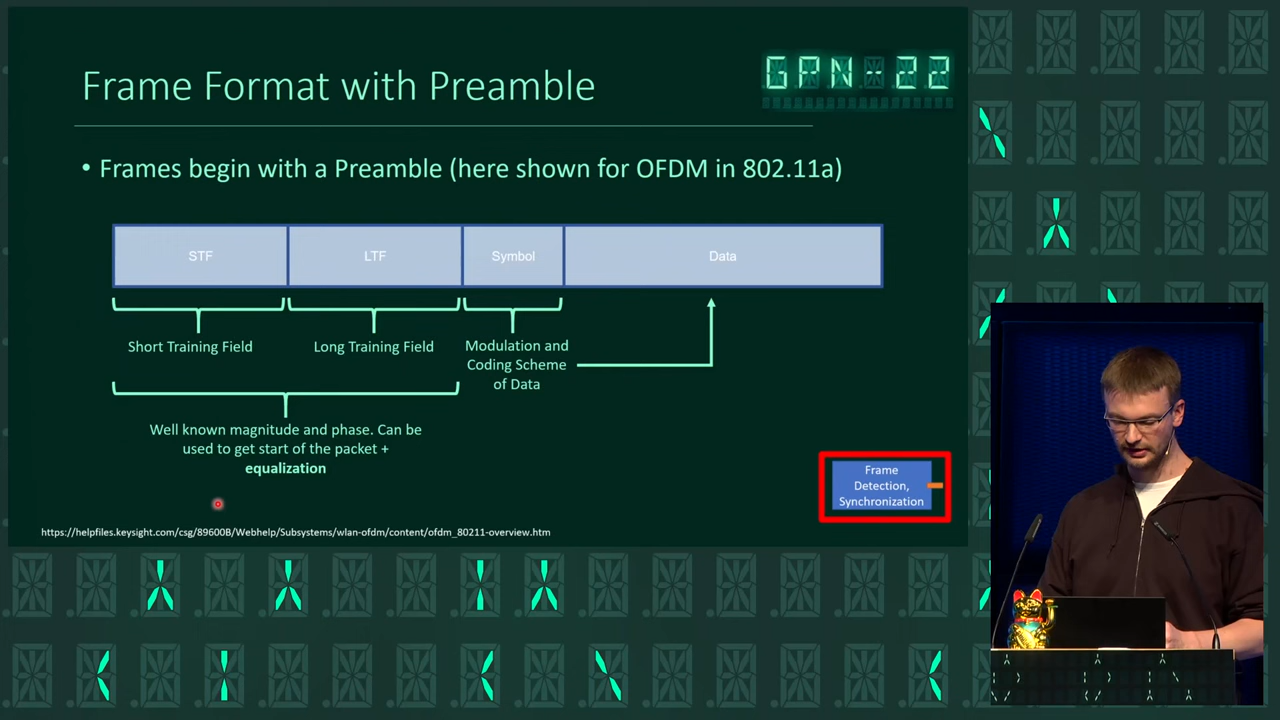 Frame Format with Preamble
GPN-22
• Frames begin with a Preamble (here shown for OFDM in 802.11a)
STF
LTF
Symbol
Data
Short Training Field
Long Training Field
Modulation and
Coding Scheme
of Data
Well known magnitude and phase. Can be
used to get start of the packet +
equalization
Frame
Detection,
Synchronization
https://helpfiles.keysight.com/csg/89600B/Webhelp/Subsystems/wlan-ofdm/content/ofdm_80211-overview.htm